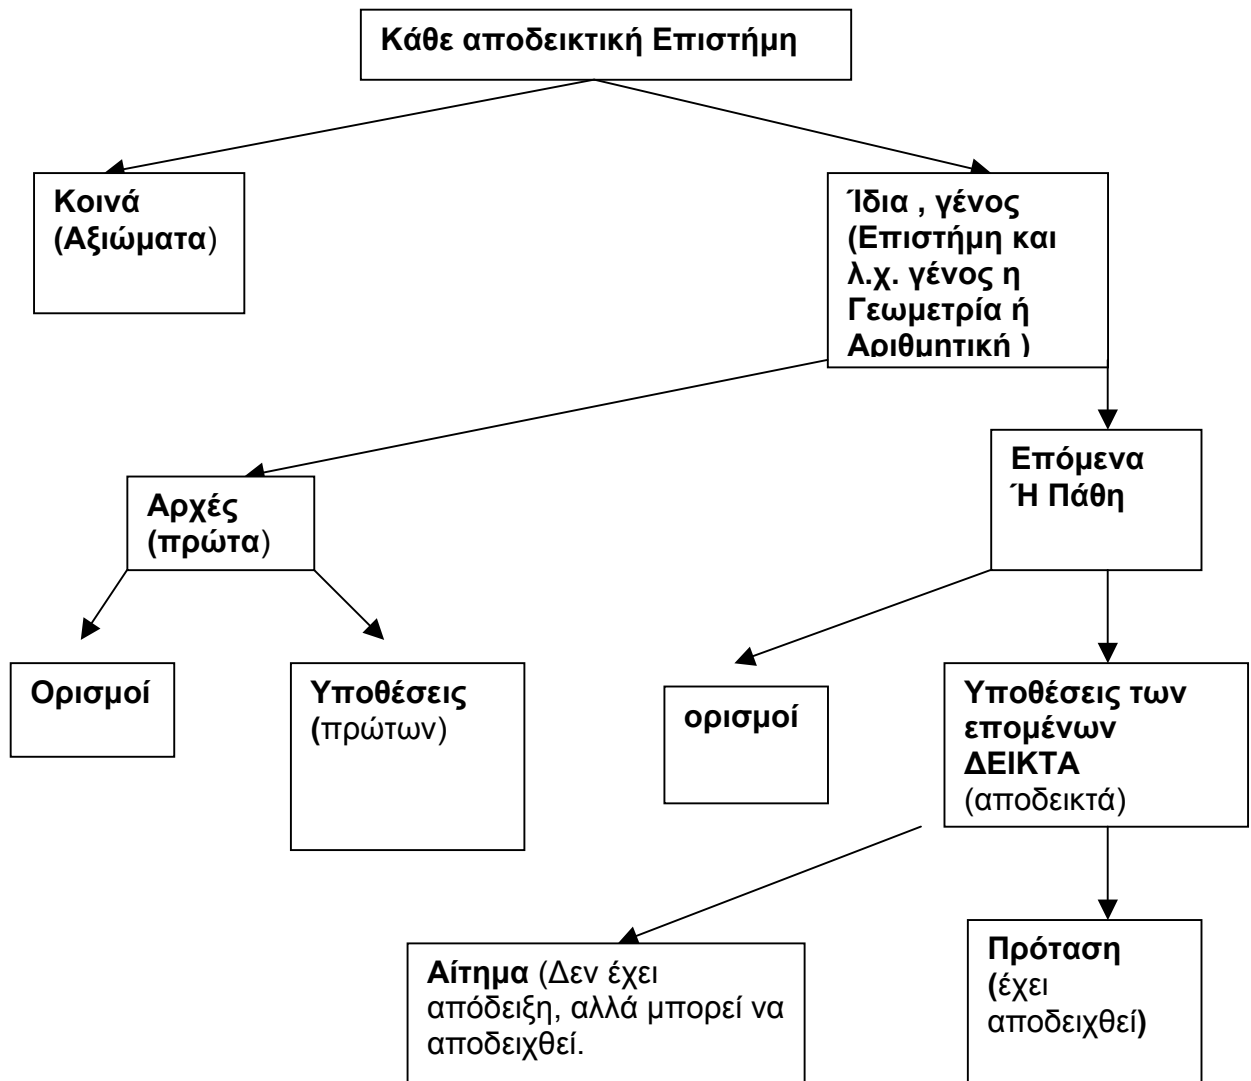 Κάθε αποδεικτική Επιστήμη
Κοινά
(Αξιώματα)
Ίδια , γένος
(Επιστήμη και
λ.χ. γένος η
Γεωμετρία ή
Αριθμητική )
Αρχές
(πρώτα)
Επόμενα
Ή Πάθη
Ορισμοί
Υποθέσεις
(πρώτων)
ορισμοί
Υποθέσεις των
επομένων
ΔΕΙΚΤΑ
(αποδεικτά)
Αίτημα (Δεν έχει
απόδειξη, αλλά μπορεί να
αποδειχθεί.
Πρόταση
(έχει
αποδειχθεί)